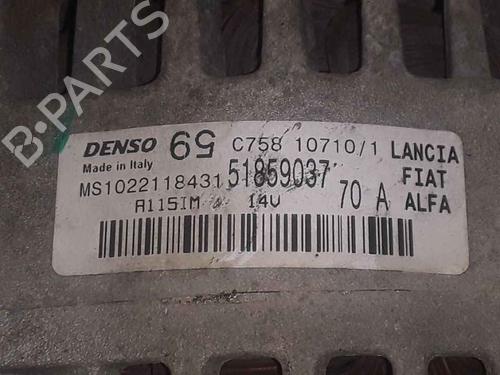 B-PARTS
DENSO 69 C758 10710/1 LANCIA
Made in Italy
MS1022118431 51859037 FIAT
A115IM 14V 70 A ALFA